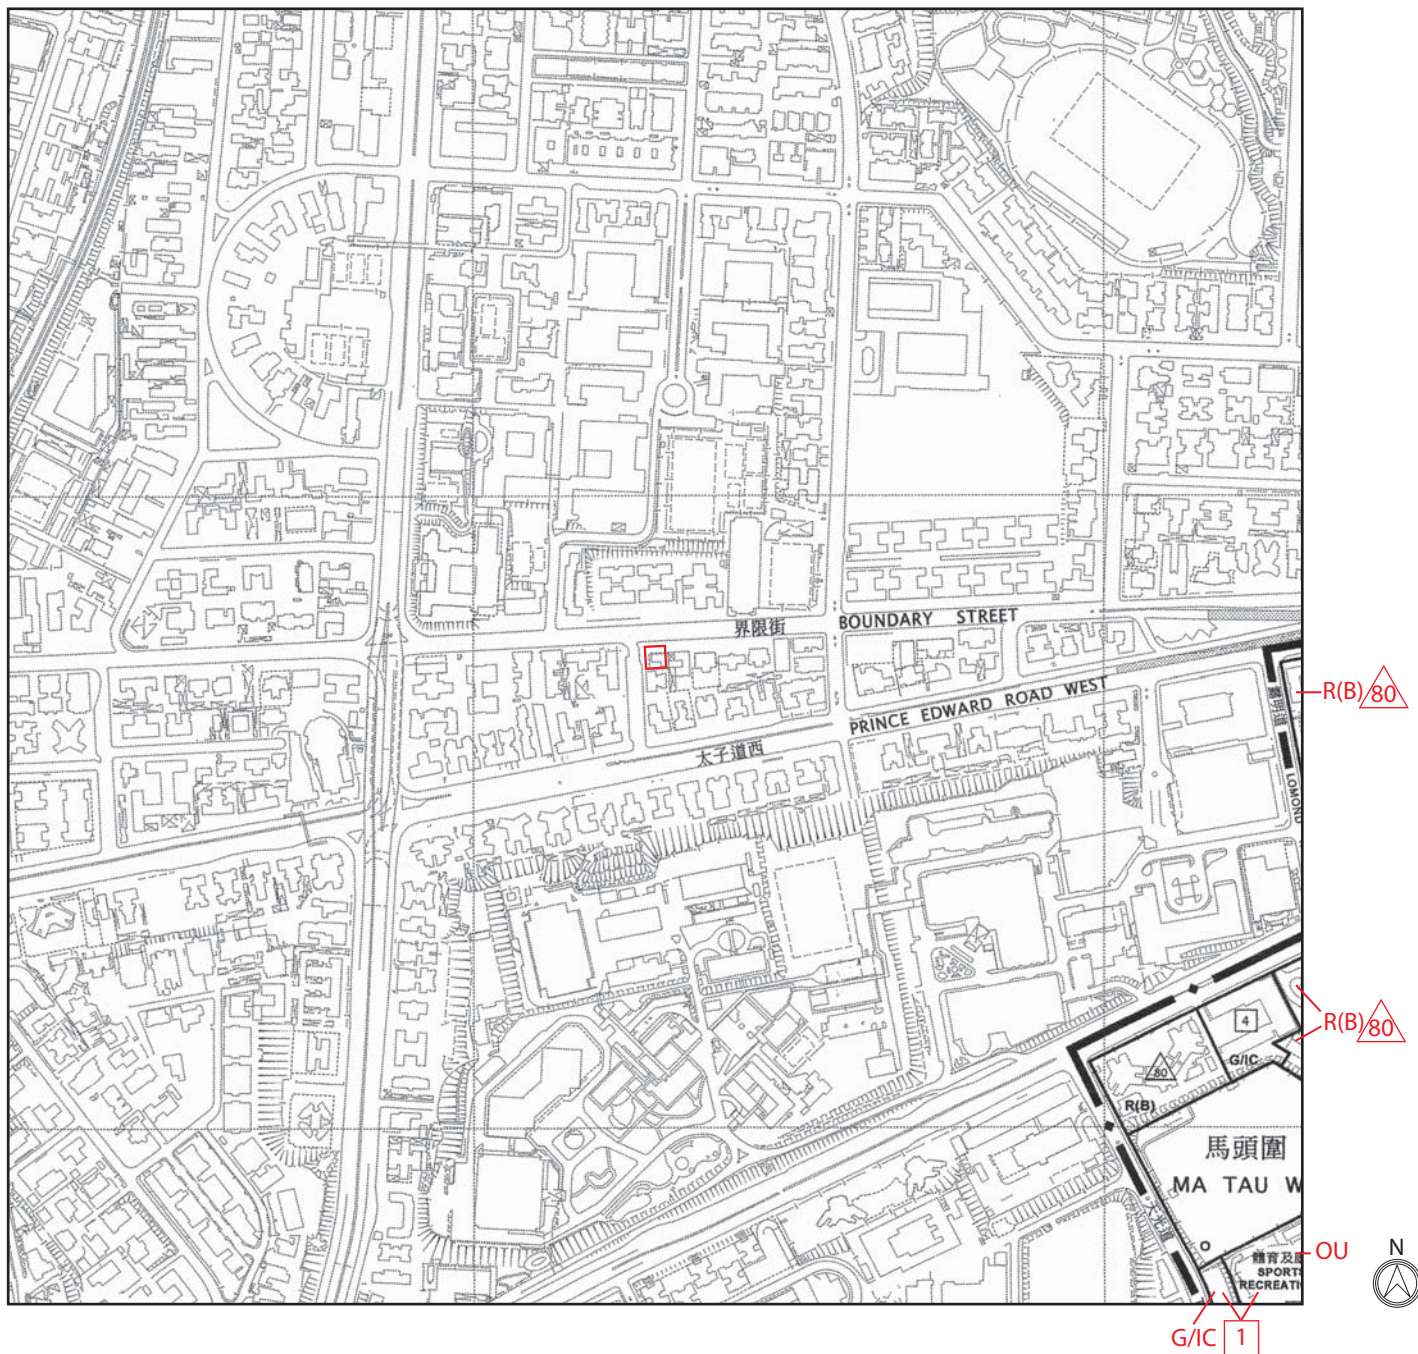 界限街
BOUNDARY STREET
R(B) 80
PRINCE EDWARD ROAD WEST
太子道西
LOMOND
R(B) 80
4
G/IC
80
R(B)
馬頭圍
MA TAU W
O
體育及
SPORTS
RECREATI
OU
N
G/IC 1